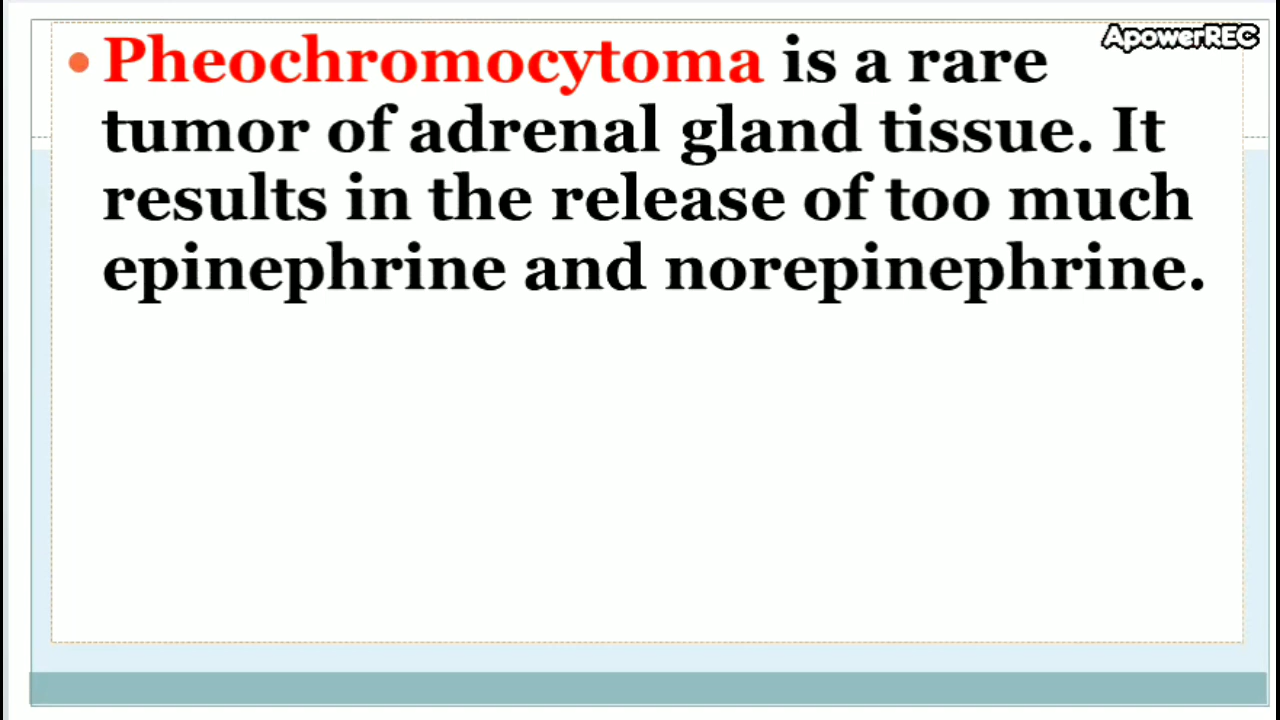 ApowerREC
• Pheochromocytoma is a rare
tumor of adrenal gland tissue. It
results in the release of too much
epinephrine and norepinephrine.